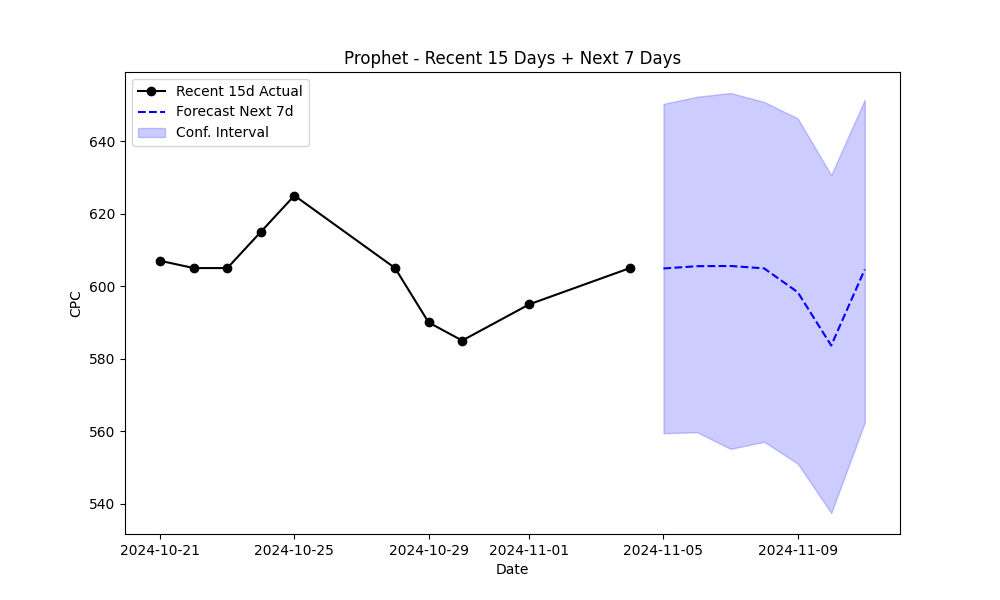 Prophet - Recent 15 Days + Next 7 Days
Recent 15d Actual
Forecast Next 7d
Conf. Interval
640
620
600
580
560
540
CPC
2024-10-21
2024-10-25
2024-10-29
2024-11-01
2024-11-05
2024-11-09
Date